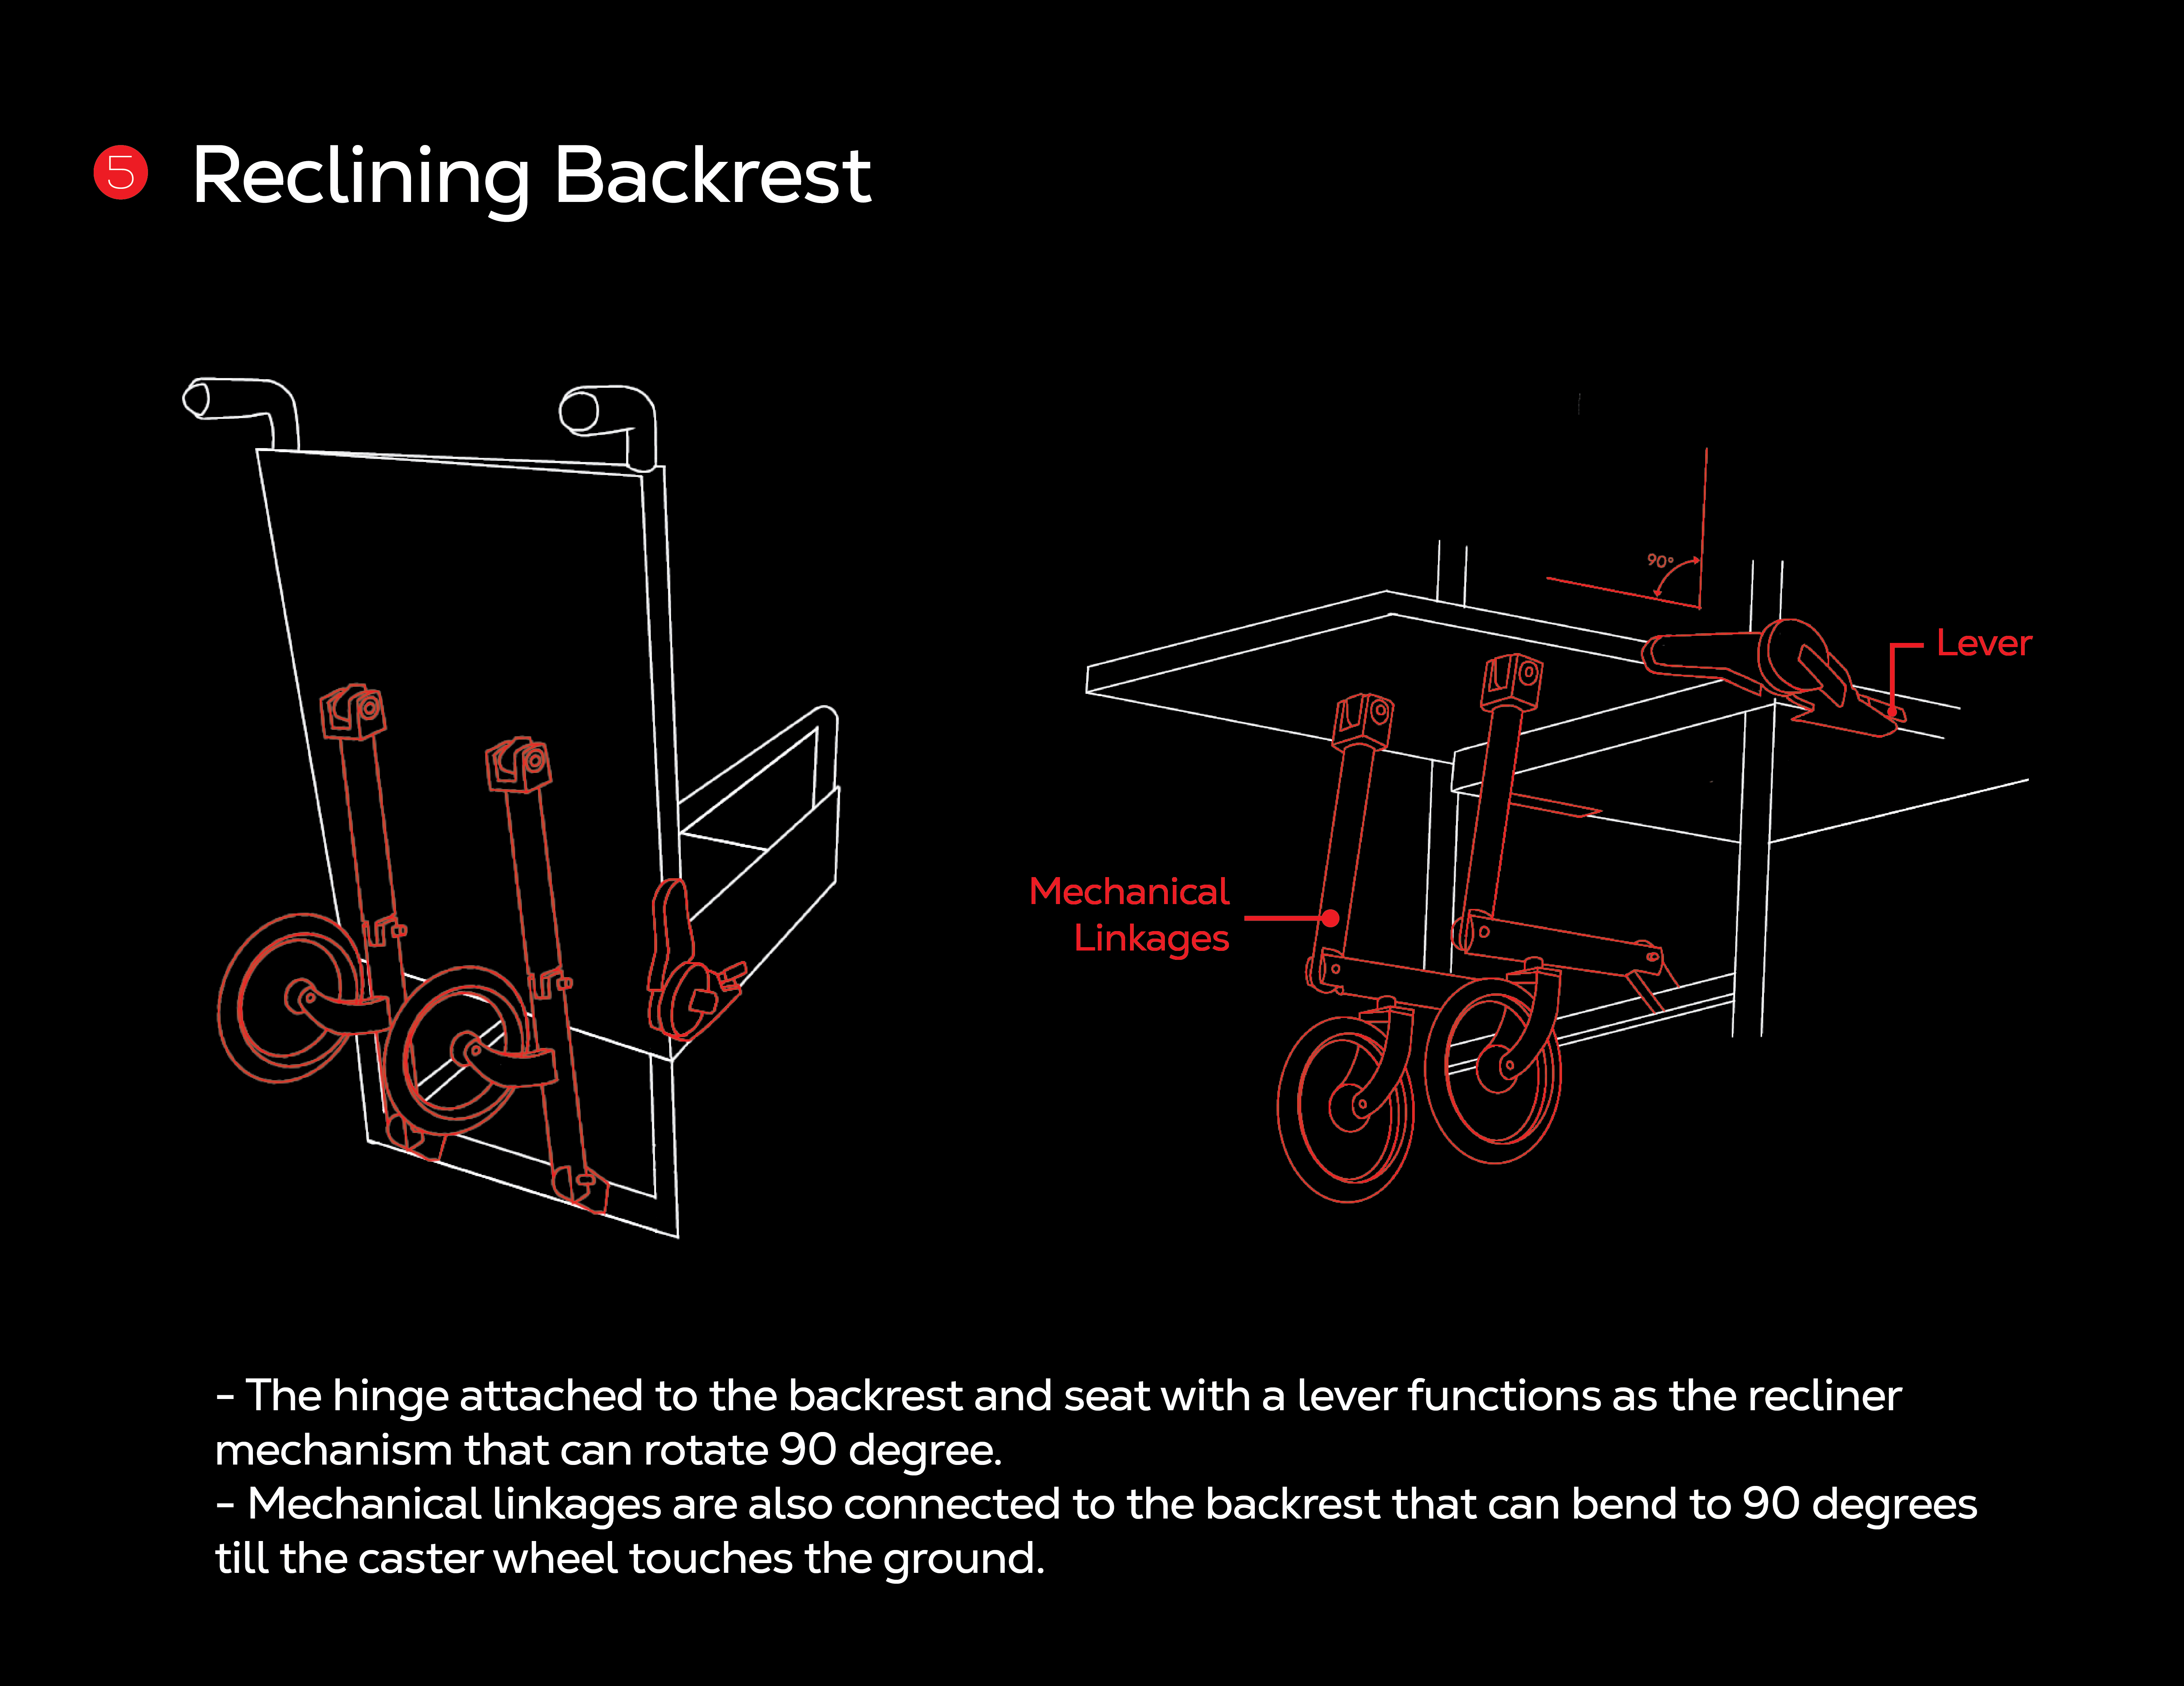 5 Reclining Backrest
90°
Lever
Mechanical
Linkages
- The hinge attached to the backrest and seat with a lever functions as the recliner
mechanism that can rotate 90 degree.
- Mechanical linkages are also connected to the backrest that can bend to 90 degrees
till the caster wheel touches the ground.